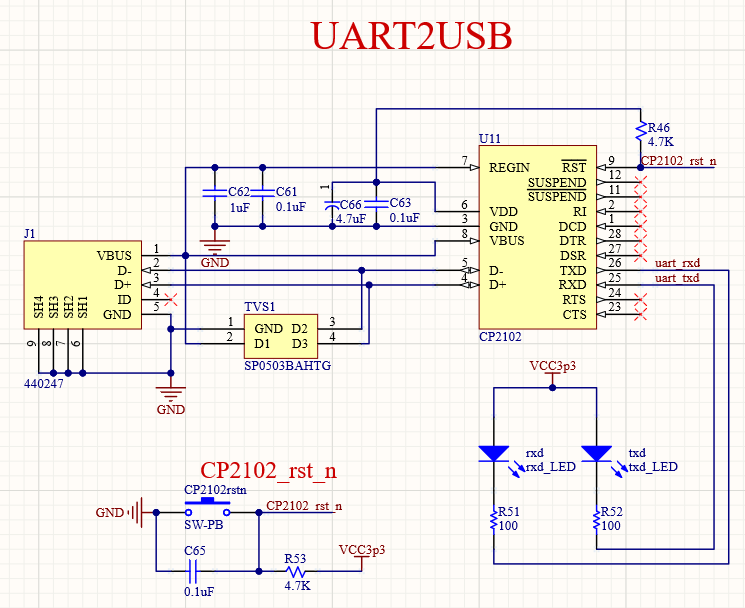 UART2USB
R46
4.7K
U11
7 REGIN RST 9 CP2102_rst_n
SUSPEND 12
SUSPEND 11
C62
1uF
C61
0.1uF
1
C66
4.7uF
C63
0.1uF
6 VDD RI 2
3 GND DCD 1
8 VBUS DTR 28
DSR 27
5 D- TXD 26 uart_rxd
4 D+ RXD 25 uart_txd
RTS 24
CTS 23
CP2102
GND
J1
VBUS 1
D- 2
D+ 3
ID 4
GND 5
SH4 SH3 SH2 SH1
9 8 7 6
440247
GND
TVS1
1 GND D2 3
2 D1 D3 4
SP0503BAHTG
VCC3p3
rxd
rxd_LED
txd
txd_LED
R51
100
R52
100
CP2102_rst_n
CP2102rstn
GND
CP2102_rst_n
SW-PB
C65
0.1uF
R53
4.7K
VCC3p3